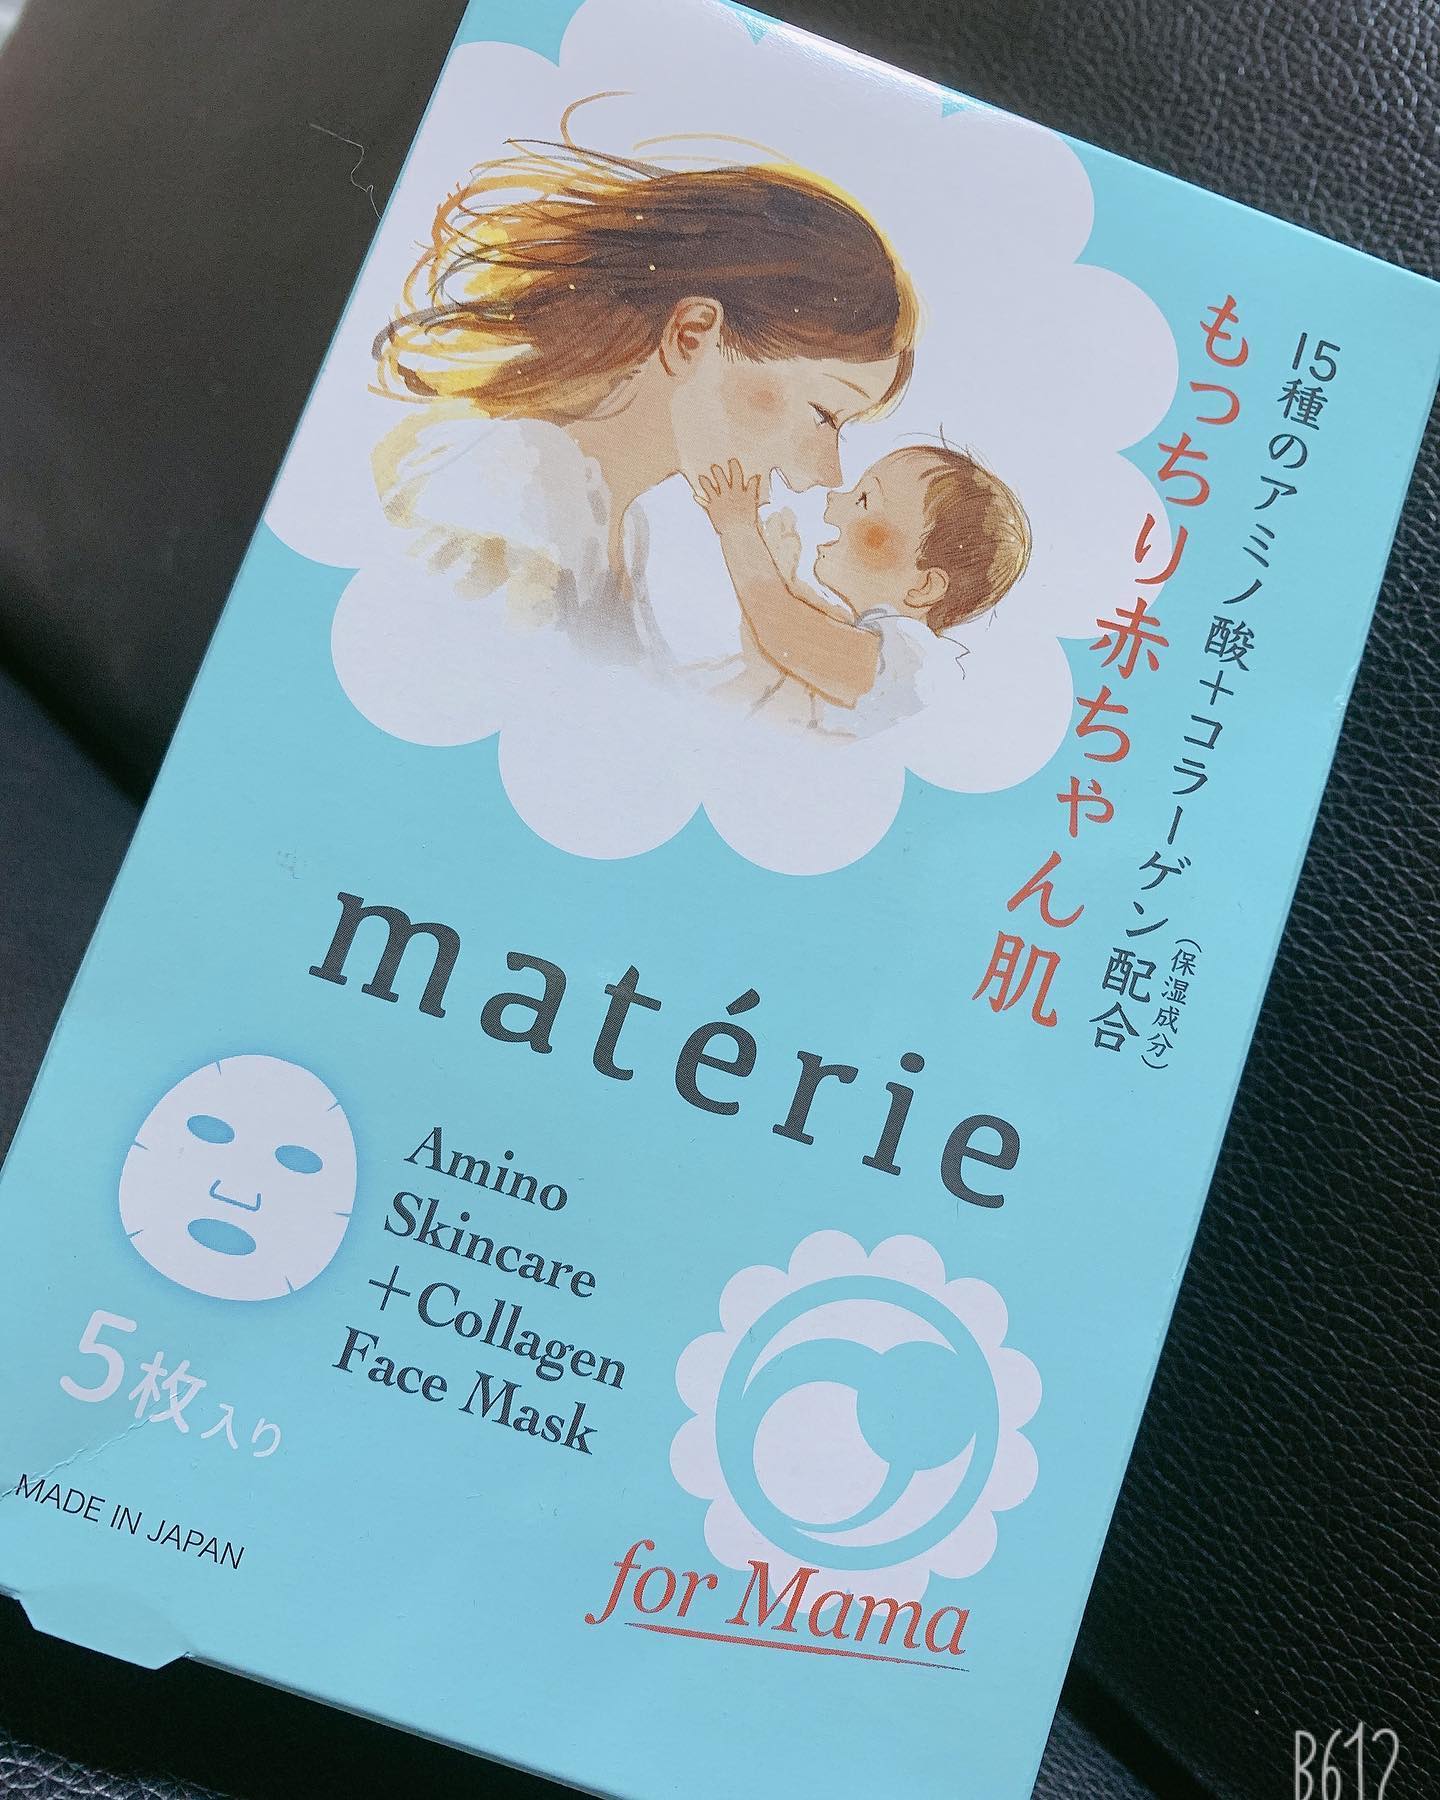 15種のアミノ酸+コラーゲン配合
(保湿成分)
もっちり赤ちゃん肌
matérie
Amino
Skincare
+Collagen
Face Mask
5枚入り
MADE IN JAPAN
for Mama
B612